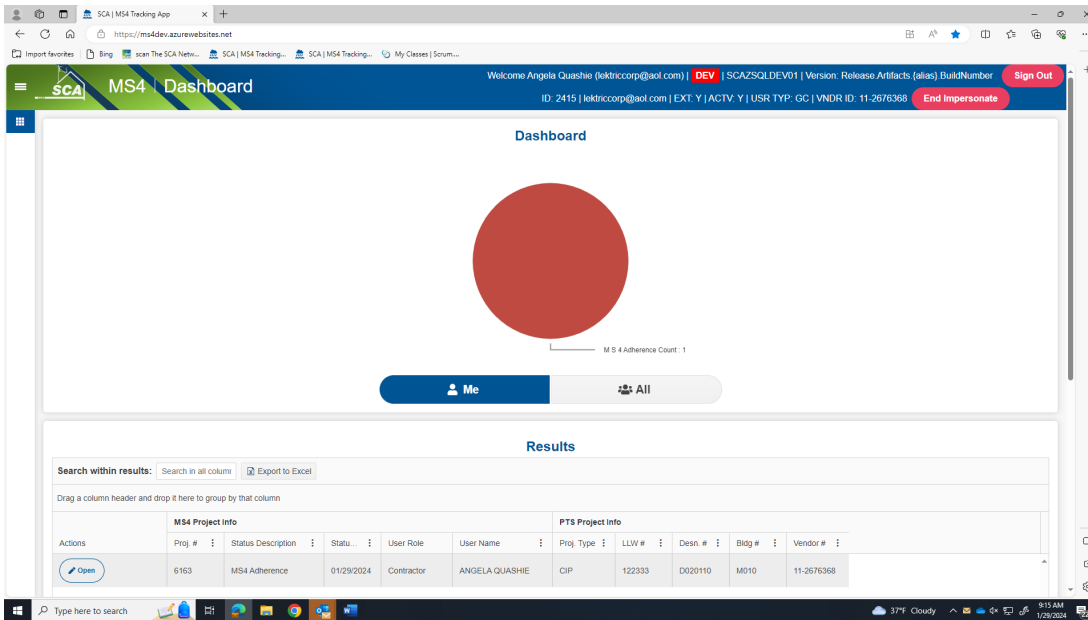 SCA | MS4 Tracking App
https://ms4dev.azurewebsites.net
Import favorites
Bing
scan The SCA Netw...
SCA | MS4 Tracking...
SCA | MS4 Tracking...
My Classes | Scrum....
SCA
MS4 | Dashboard
Welcome Angela Quashie (lektriccorp@aol.com) | DEV | SCAZSQLDEV01 | Version: Release.Artifacts.{alias}.BuildNumber
Sign Out
ID: 2415 | lektriccorp@aol.com | EXT: Y | ACTV: Y | USR TYP: GC | VNDR ID: 11-2676368
End Impersonate
Dashboard
M S 4 Adherence Count : 1
Me
All
Results
Search within results: Search in all colum Export to Excel
Drag a column header and drop it here to group by that column
MS4 Project Info PTS Project Info
Actions Proj. # Status Description Statu... User Role User Name Proj. Type LLW # Desn. # Bldg # Vendor #
Open 6163 MS4 Adherence 01/29/2024 Contractor ANGELA QUASHIE CIP 122333 D020110 M010 11-2676368
Type here to search
37°F Cloudy
9:15 AM
1/29/2024